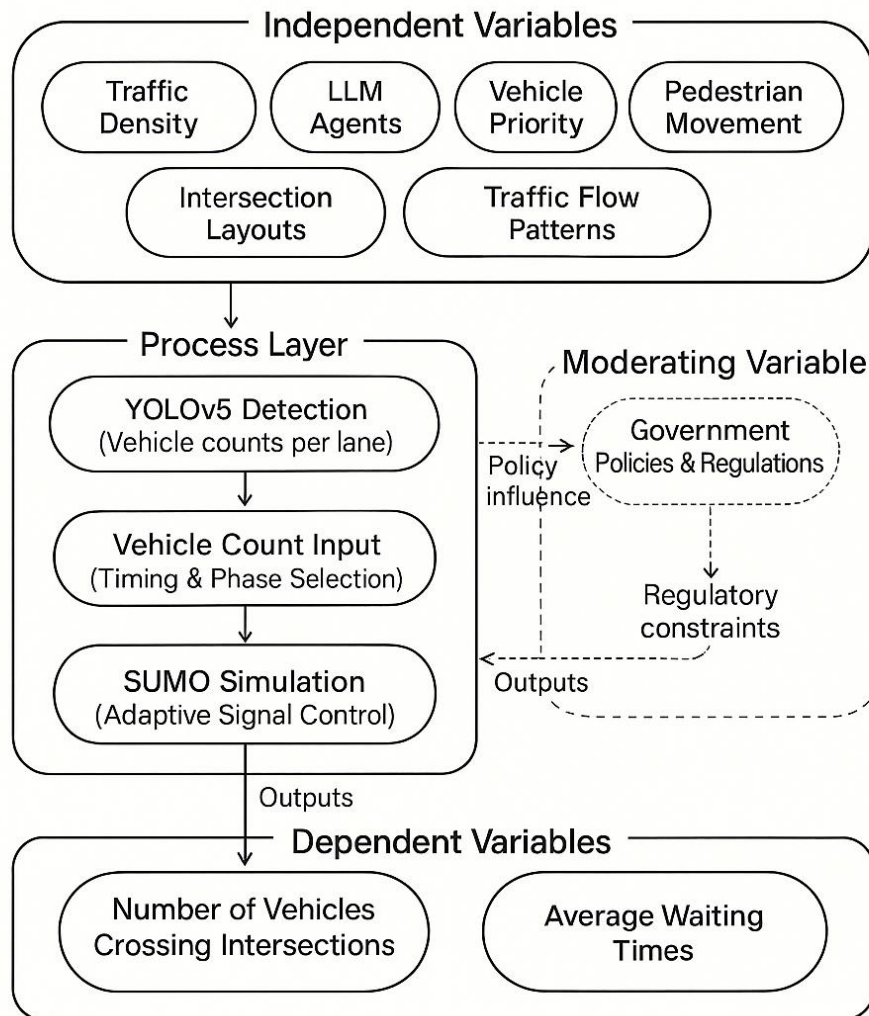 Independent Variables
Traffic
Density
LLM
Agents
Vehicle
Priority
Pedestrian
Movement
Intersection
Layouts
Traffic Flow
Patterns
Process Layer
YOLOv5 Detection
(Vehicle counts per lane)
Vehicle Count Input
(Timing & Phase Selection)
SUMO Simulation
(Adaptive Signal Control)
Policy
influence
Moderating Variable
Government
Policies & Regulations
Regulatory
constraints
Outputs
Outputs
Dependent Variables
Number of Vehicles
Crossing Intersections
Average Waiting
Times